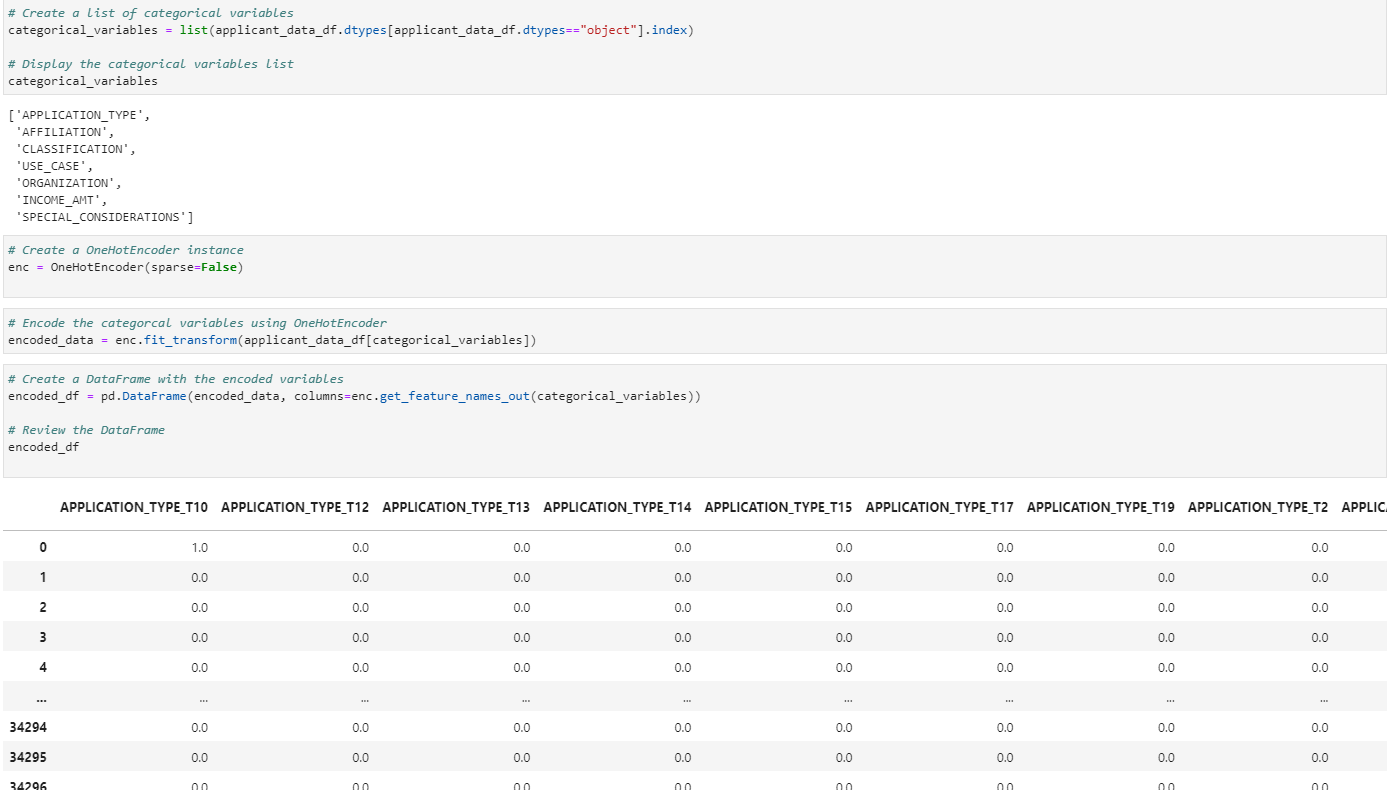 # Create a list of categorical variables
categorical_variables = list(applicant_data_df.dtypes[applicant_data_df.dtypes=="object"].index)
# Display the categorical variables list
categorical_variables
['APPLICATION_TYPE',
'AFFILIATION',
'CLASSIFICATION',
'USE_CASE',
'ORGANIZATION',
'INCOME_AMT',
'SPECIAL_CONSIDERATIONS']
# Create a OneHotEncoder instance
enc = OneHotEncoder(sparse=False)
# Encode the categorcal variables using OneHotEncoder
encoded_data = enc.fit_transform(applicant_data_df[categorical_variables])
# Create a DataFrame with the encoded variables
encoded_df = pd.DataFrame(encoded_data, columns=enc.get_feature_names_out(categorical_variables))
# Review the DataFrame
encoded_df
APPLICATION_TYPE_T10 APPLICATION_TYPE_T12 APPLICATION_TYPE_T13 APPLICATION_TYPE_T14 APPLICATION_TYPE_T15 APPLICATION_TYPE_T17 APPLICATION_TYPE_T19 APPLICATION_TYPE_T2 APPLIC
0 1.0 0.0 0.0 0.0 0.0 0.0 0.0 0.0
1 0.0 0.0 0.0 0.0 0.0 0.0 0.0 0.0
2 0.0 0.0 0.0 0.0 0.0 0.0 0.0 0.0
3 0.0 0.0 0.0 0.0 0.0 0.0 0.0 0.0
4 0.0 0.0 0.0 0.0 0.0 0.0 0.0 0.0
... ... ... ... ... ... ... ... ...
34294 0.0 0.0 0.0 0.0 0.0 0.0 0.0 0.0
34295 0.0 0.0 0.0 0.0 0.0 0.0 0.0 0.0
34296 0.0 0.0 0.0 0.0 0.0 0.0 0.0 0.0